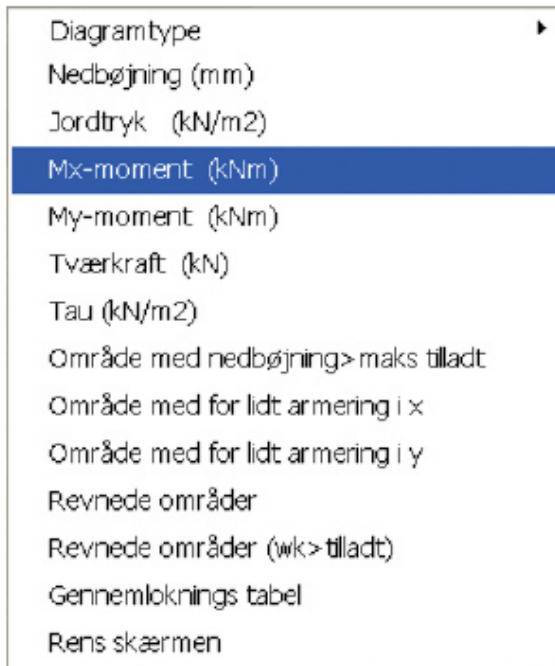 Diagramtype
Nedbøjning (mm)
Jordtryk (kN/m2)
Mx-moment (kNm)
My-moment (kNm)
Tværkraft (kN)
Tau (kN/m2)
Område med nedbøjning>maks tilladt
Område med for lidt armering i x
Område med for lidt armering i y
Revnede områder
Revnede områder (wk>tilladt)
Gennemloknings tabel
Rens skærmen